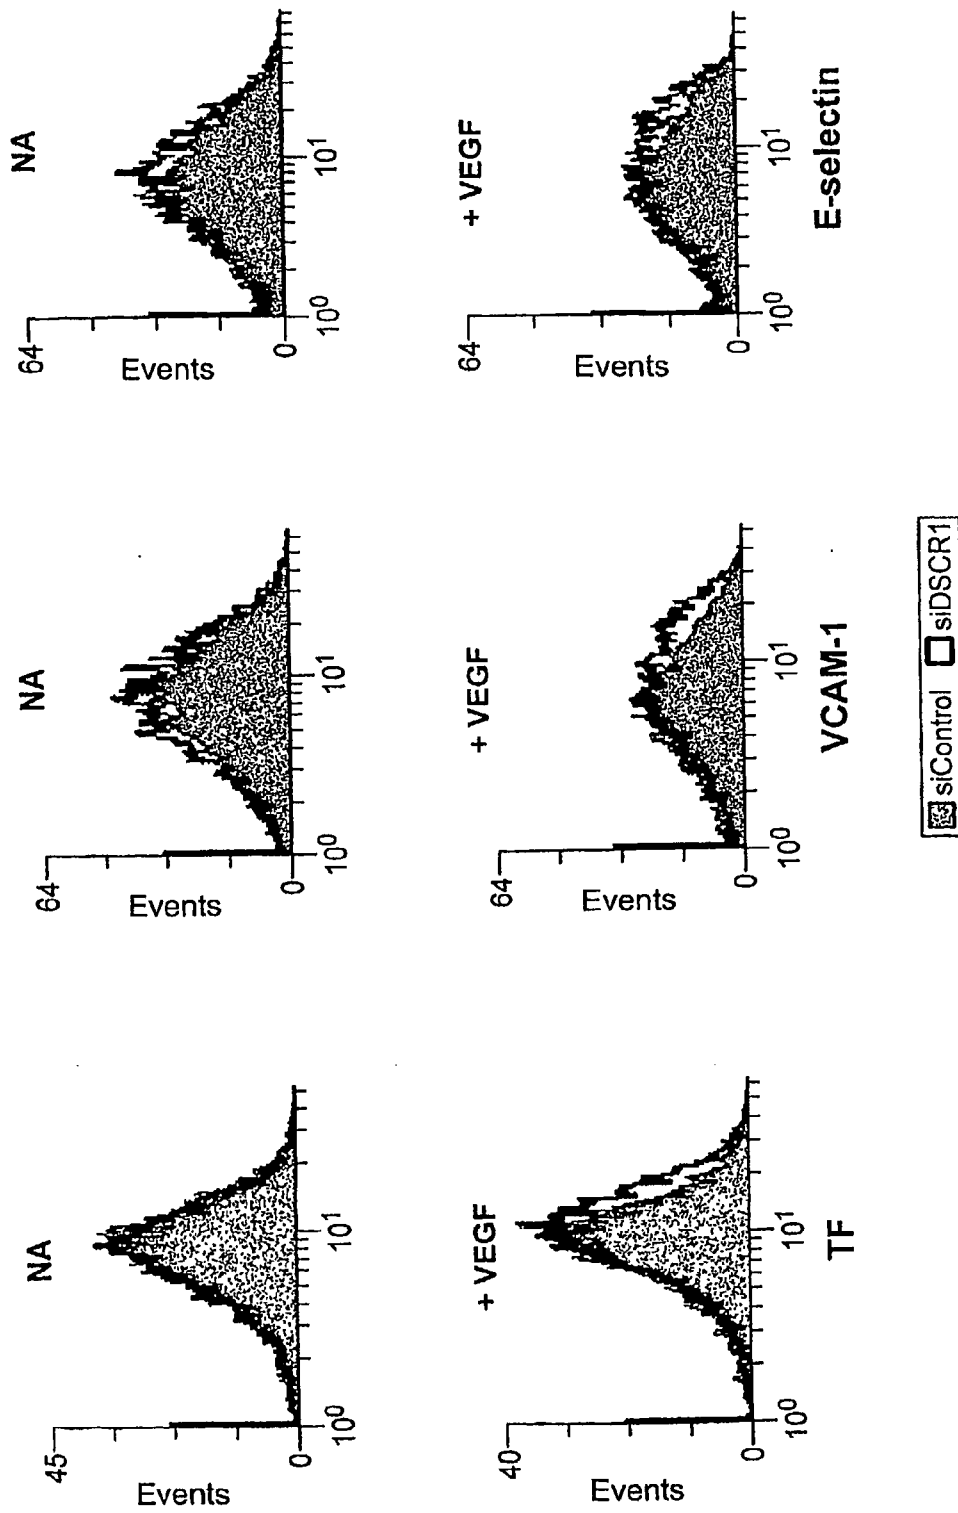 NA
NA
NA
45
Events
0
10⁰
10¹
64
Events
0
10⁰
10¹
64
Events
0
10⁰
10¹
+ VEGF
+ VEGF
+ VEGF
40
Events
0
10⁰
10¹
64
Events
0
10⁰
10¹
64
Events
0
10⁰
10¹
TF
VCAM-1
E-selectin
siControl siDSCR1